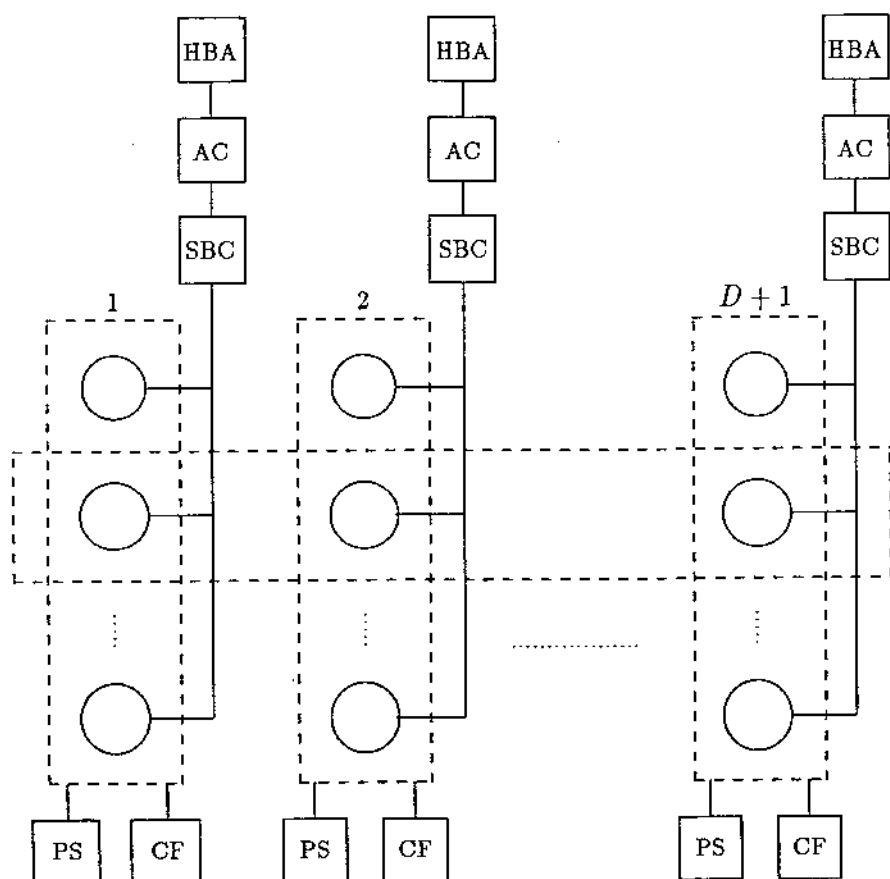 HBA HBA HBA
AC AC AC
SBC SBC SBC
1 2 D + 1
PS CF PS CF PS CF